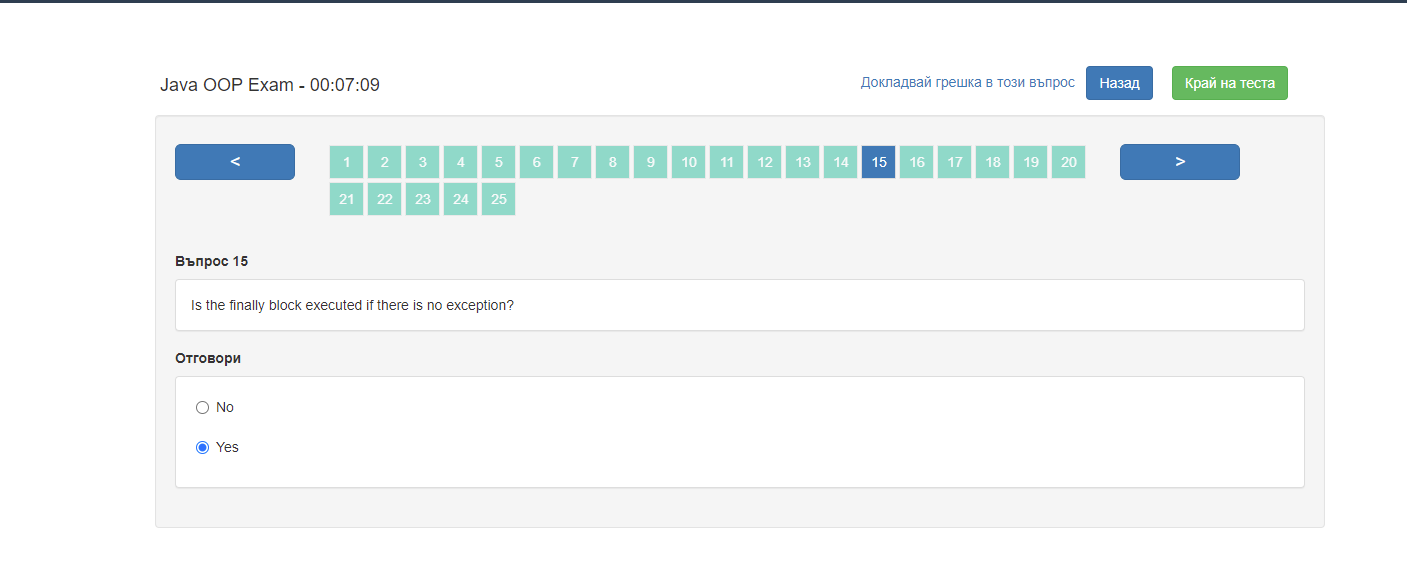 Java OOP Exam - 00:07:09
Докладвай грешка в този въпрос
Назад
Край на теста
<
1 2 3 4 5 6 7 8 9 10 11 12 13 14 15 16 17 18 19 20
>
21 22 23 24 25
Въпрос 15
Is the finally block executed if there is no exception?
Отговори
No
Yes